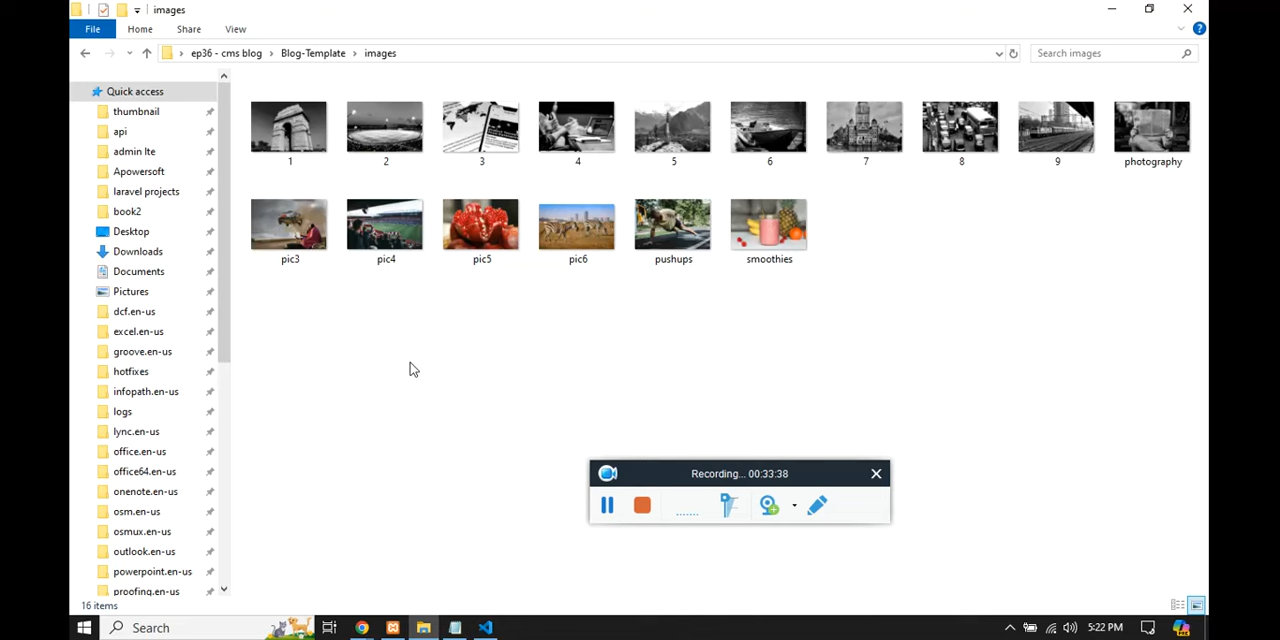 images
File Home Share View
ep36 - cms blog Blog-Template images
Search images
Quick access
thumbnail
api
admin lte
Apowersoft
laravel projects
book2
Desktop
Downloads
Documents
Pictures
dcf.en-us
excel.en-us
groove.en-us
hotfixes
infopath.en-us
logs
lync.en-us
office.en-us
office64.en-us
onenote.en-us
osm.en-us
osmux.en-us
outlook.en-us
powerpoint.en-us
proofing.en-us
1 2 3 4 5 6 7 8 9 photography
pic3 pic4 pic5 pic6 pushups smoothies
Recording... 00:33:38
16 items
Search
5:22 PM